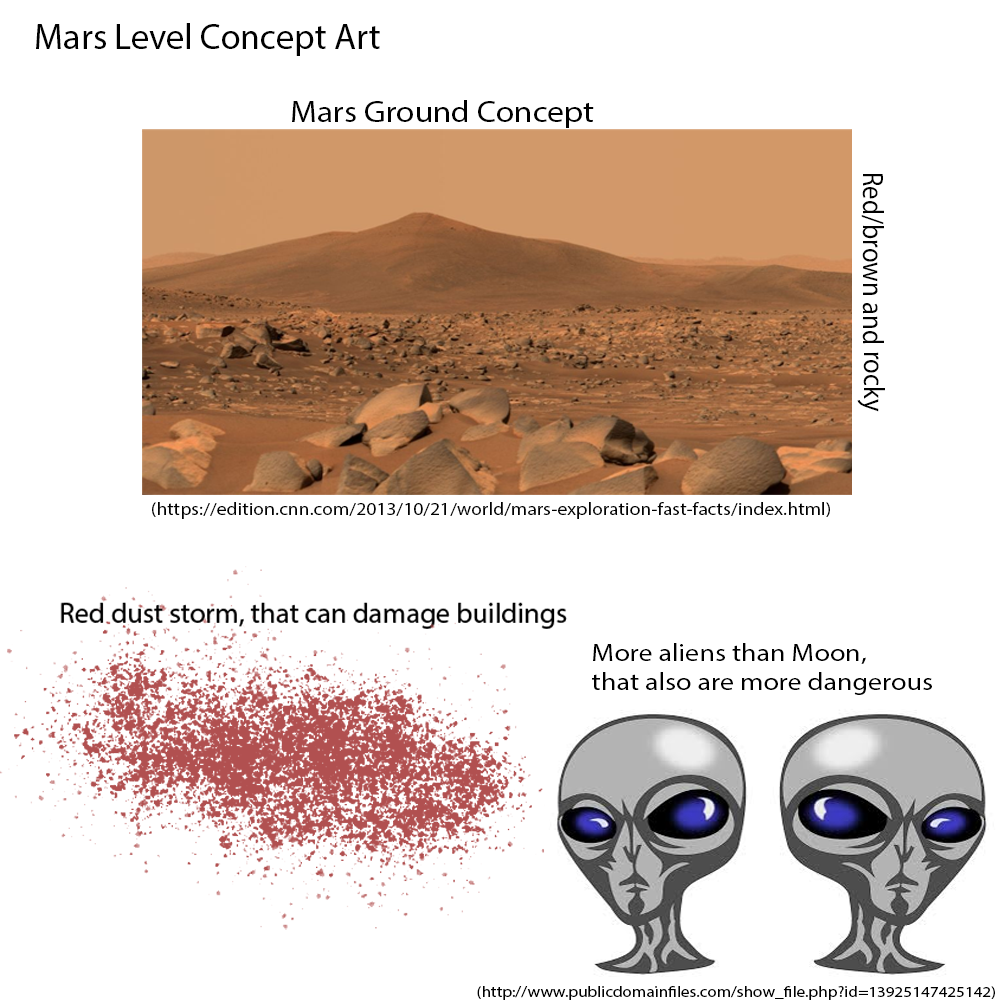 Mars Level Concept Art
Mars Ground Concept
Red/brown and rocky
(https://edition.cnn.com/2013/10/21/world/mars-exploration-fast-facts/index.html)
Red dust storm, that can damage buildings
More aliens than Moon,
that also are more dangerous
(http://www.publicdomainfiles.com/show_file.php?id=13925147425142)